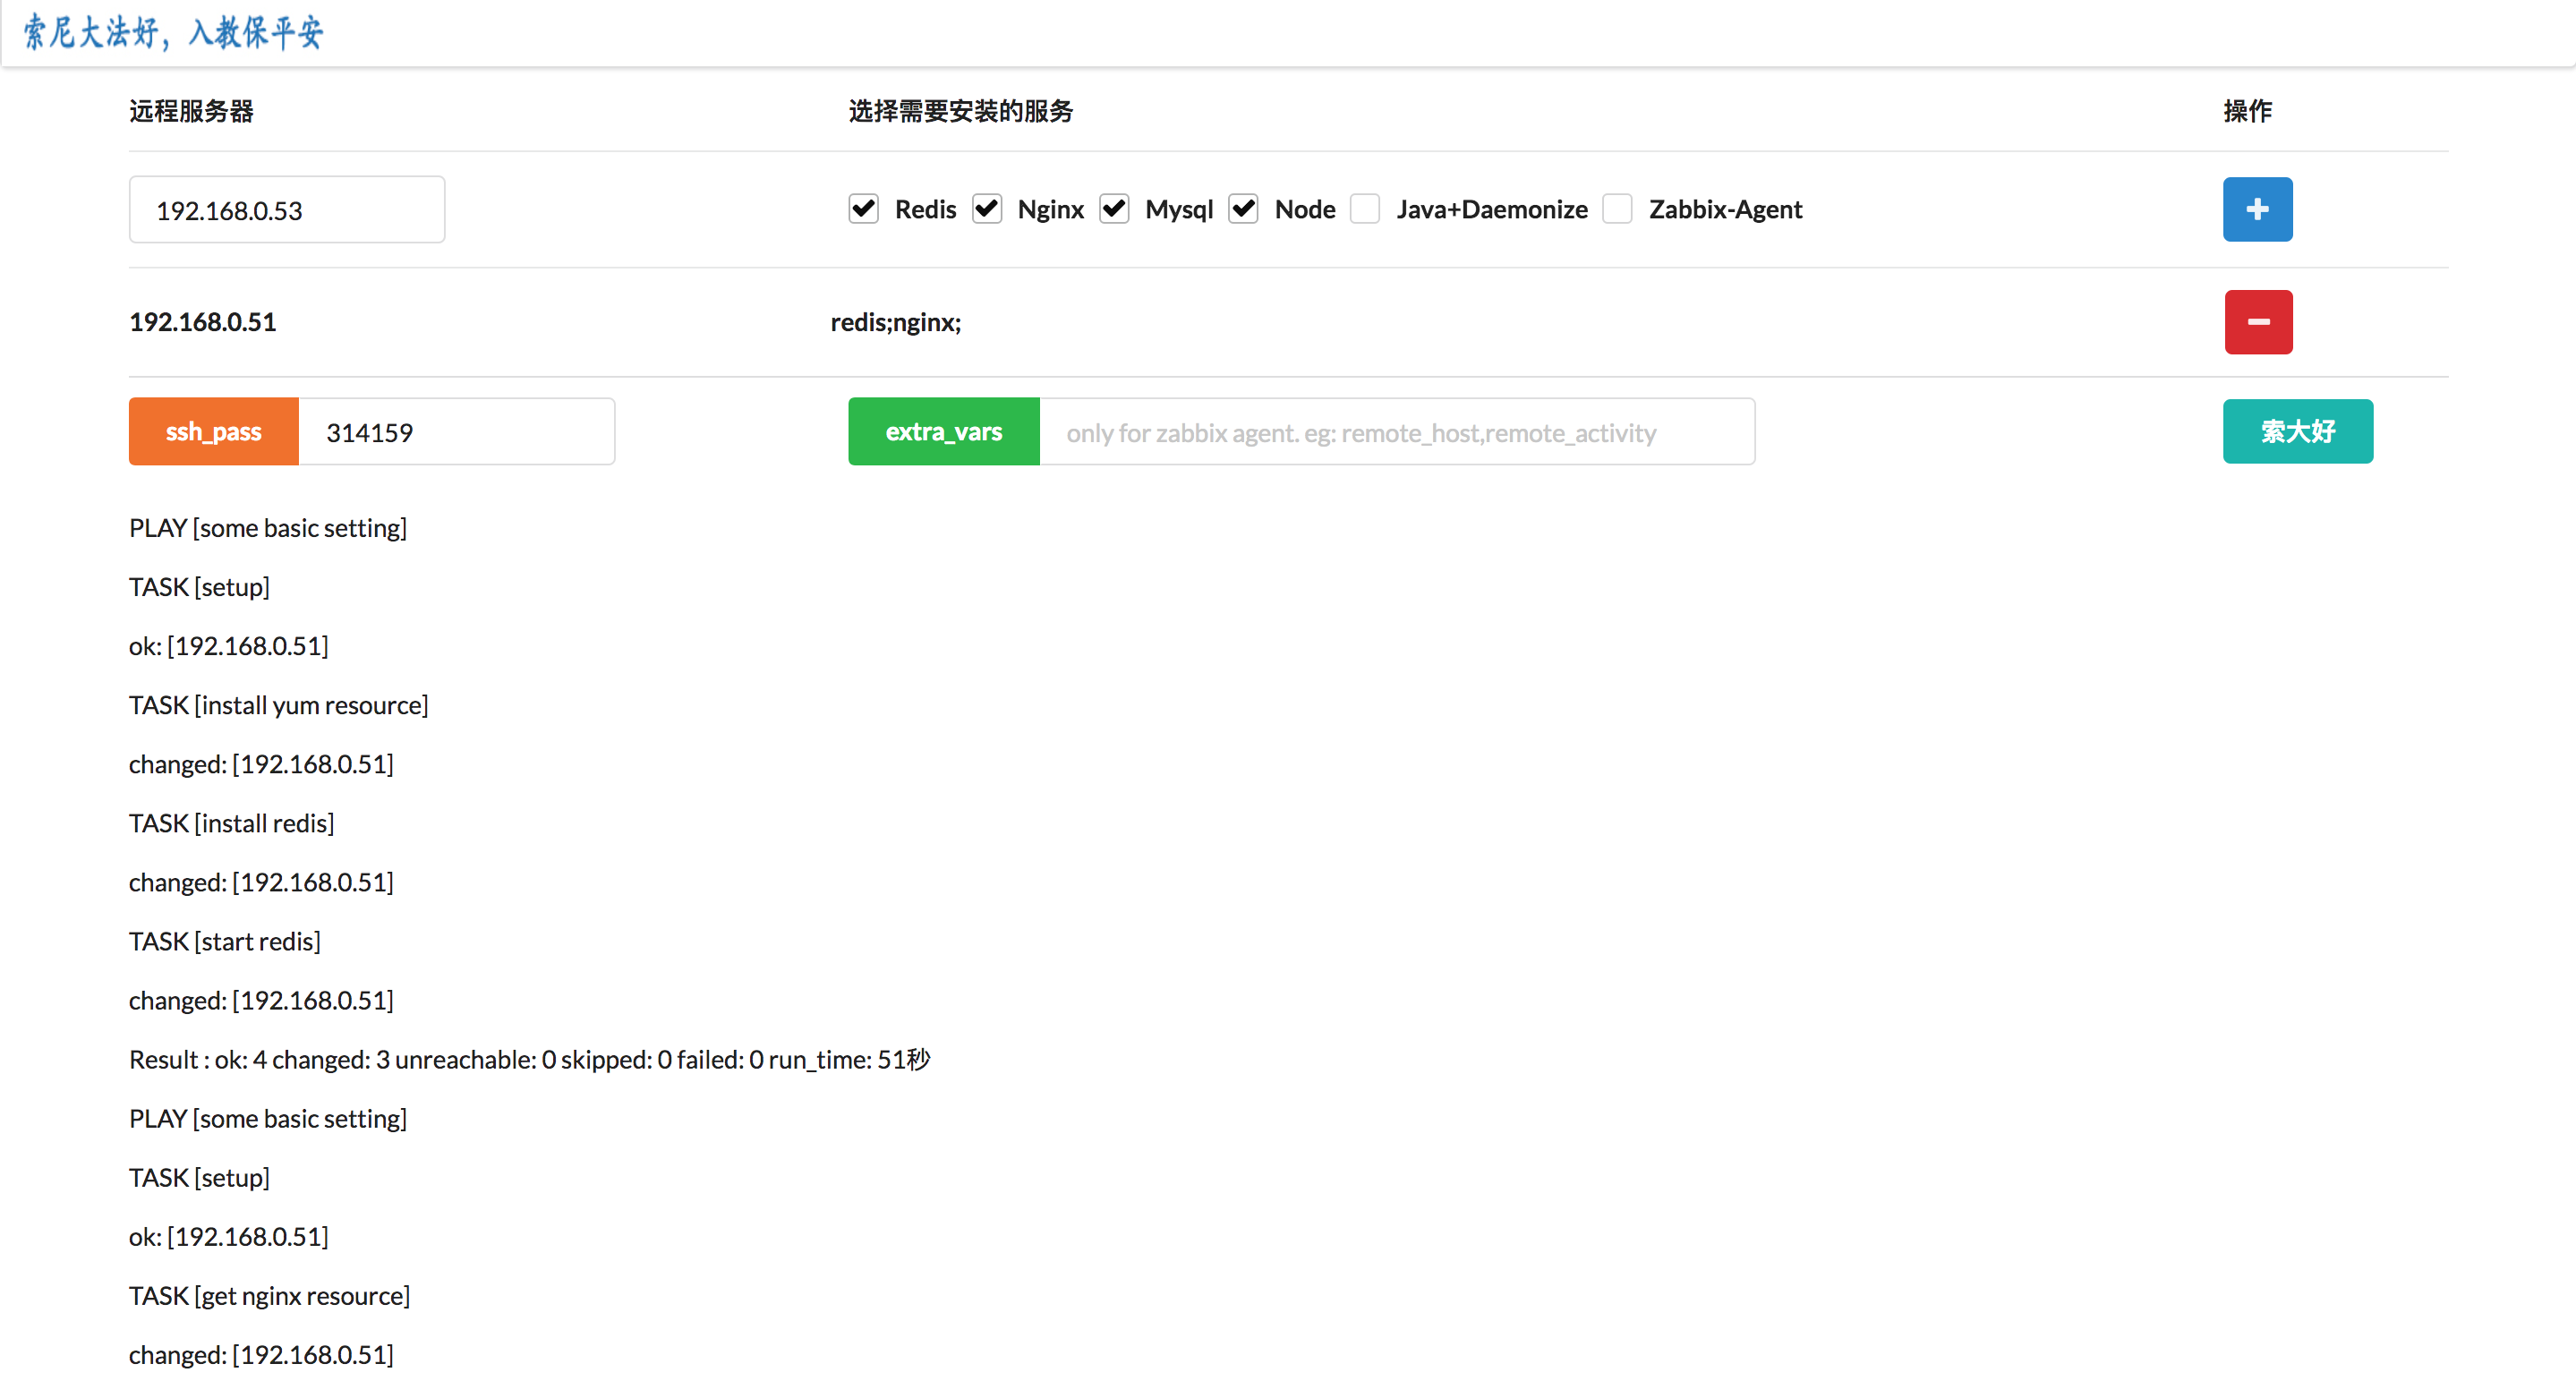 索尼大法好，入教保平安
远程服务器 选择需要安装的服务 操作
192.168.0.53 Redis Nginx Mysql Node Java+Daemonize Zabbix-Agent
192.168.0.51 redis;nginx;
ssh_pass 314159 extra_vars only for zabbix agent. eg: remote_host,remote_activity 索大好
PLAY [some basic setting]
TASK [setup]
ok: [192.168.0.51]
TASK [install yum resource]
changed: [192.168.0.51]
TASK [install redis]
changed: [192.168.0.51]
TASK [start redis]
changed: [192.168.0.51]
Result : ok: 4 changed: 3 unreachable: 0 skipped: 0 failed: 0 run_time: 51秒
PLAY [some basic setting]
TASK [setup]
ok: [192.168.0.51]
TASK [get nginx resource]
changed: [192.168.0.51]